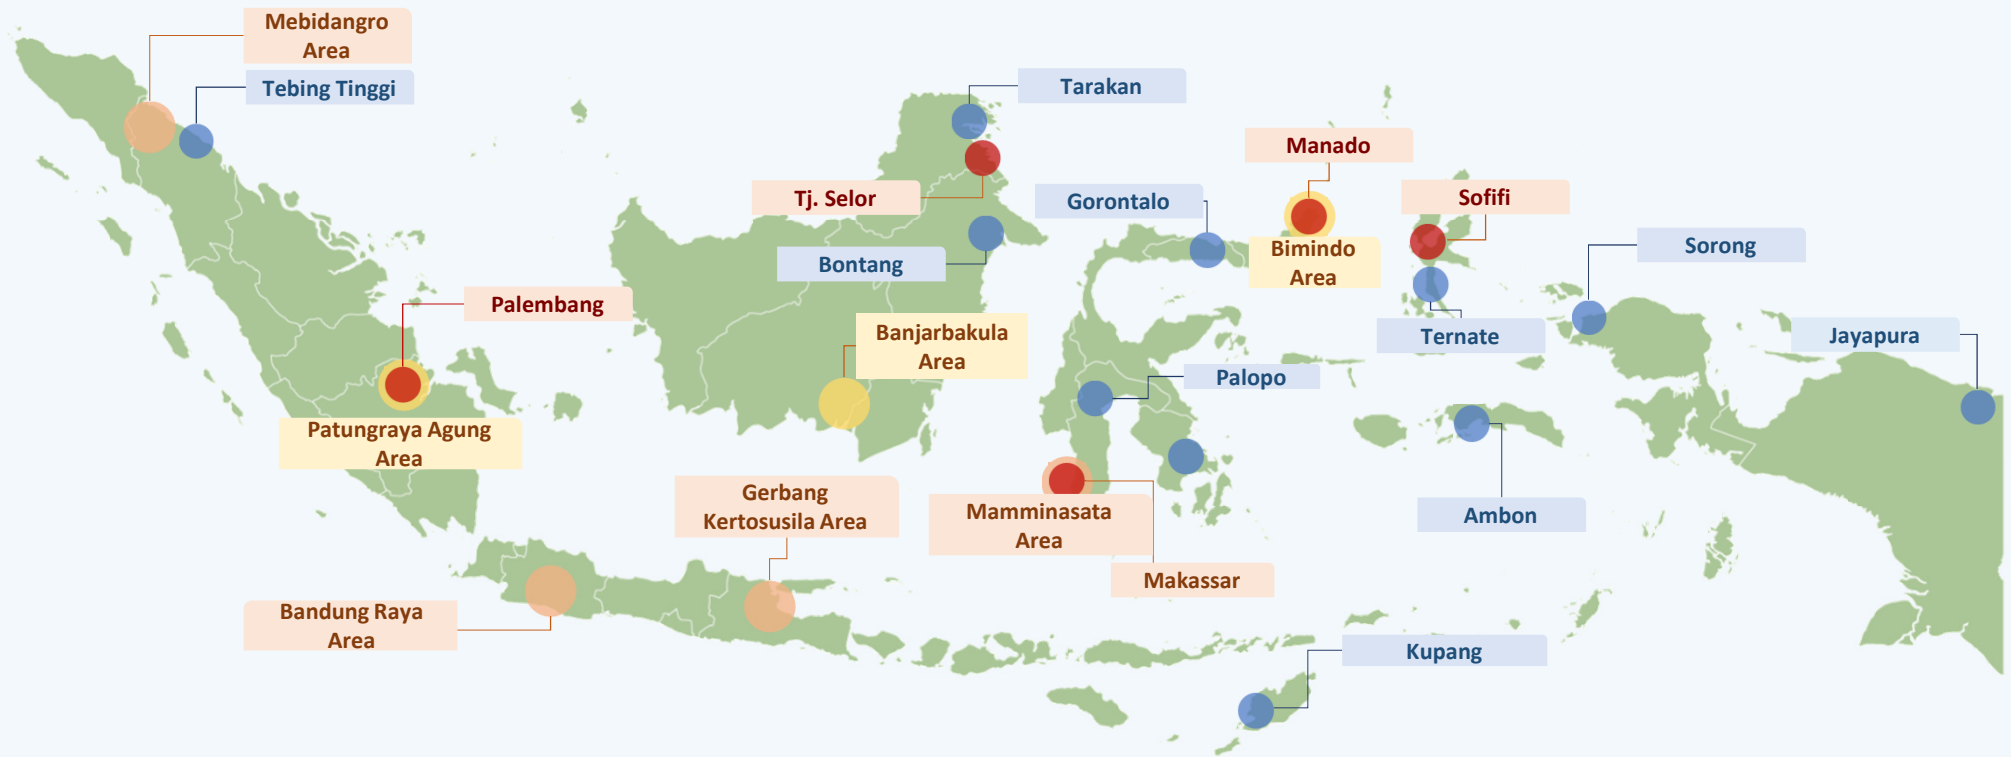 Mebidangro
Area
Tebing Tinggi
Tarakan
Manado
Tj. Selor
Gorontalo
Sofifi
Bimindo
Area
Sorong
Bontang
Palembang
Banjarbakula
Area
Ternate
Jayapura
Palopo
Patungraya Agung
Area
Gerbang
Kertosusila Area
Mamminasata
Area
Ambon
Makassar
Bandung Raya
Area
Kupang